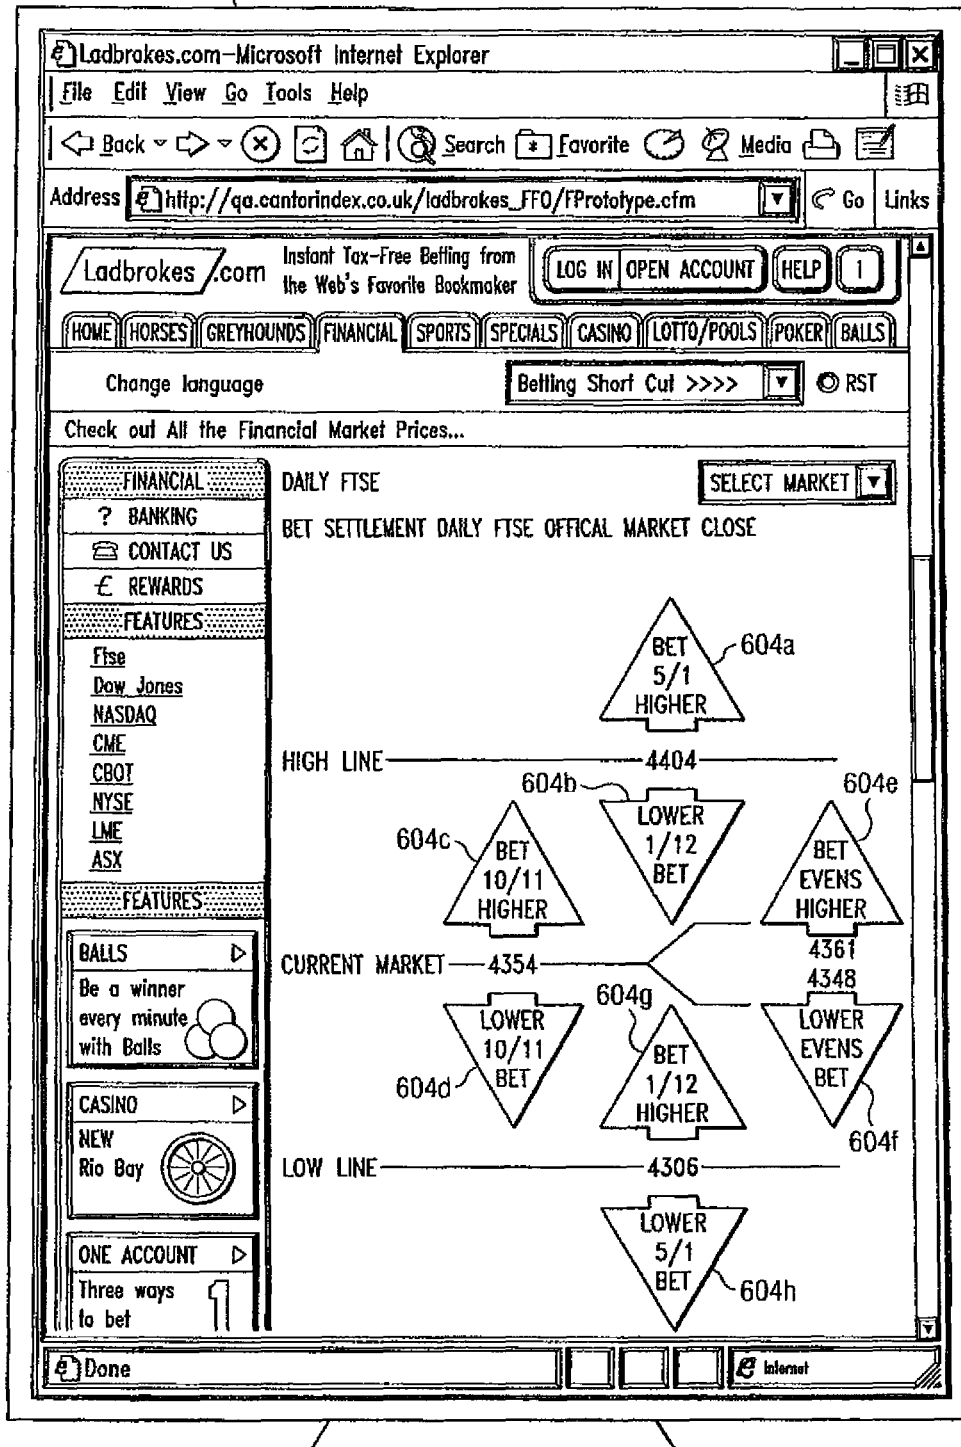 Ladbrokes.com-Microsoft Internet Explorer
File Edit View Go Tools Help
Back Search Favorite Media
Address http://qa.cantorindex.co.uk/ladbrokes_FFO/FPrototype.cfm Go Links
Ladbrokes.com
Instant Tax-Free Betting from
the Web's Favorite Bookmaker
LOG IN OPEN ACCOUNT HELP 1
HOME HORSES GREYHOUNDS FINANCIAL SPORTS SPECIALS CASINO LOTTO/POOLS POKER BALLS
Change language Betting Short Cut >>>> RST
Check out All the Financial Market Prices...
FINANCIAL
? BANKING
CONTACT US
£ REWARDS
FEATURES
Ftse
Dow Jones
NASDAQ
CME
CBOT
NYSE
LME
ASX
FEATURES
BALLS
Be a winner
every minute
with Balls
CASINO
NEW
Rio Bay
ONE ACCOUNT
Three ways
to bet
1
DAILY FTSE SELECT MARKET
BET SETTLEMENT DAILY FTSE OFFICAL MARKET CLOSE
BET
5/1
HIGHER
604a
HIGH LINE 4404
604b
LOWER
1/12
BET
604c
BET
10/11
HIGHER
604e
BET
EVENS
HIGHER
4361
CURRENT MARKET 4354
4348
LOWER
10/11
BET
604d
604g
BET
1/12
HIGHER
LOWER
EVENS
BET
604f
LOW LINE 4306
LOWER
5/1
BET
604h
Done Internet